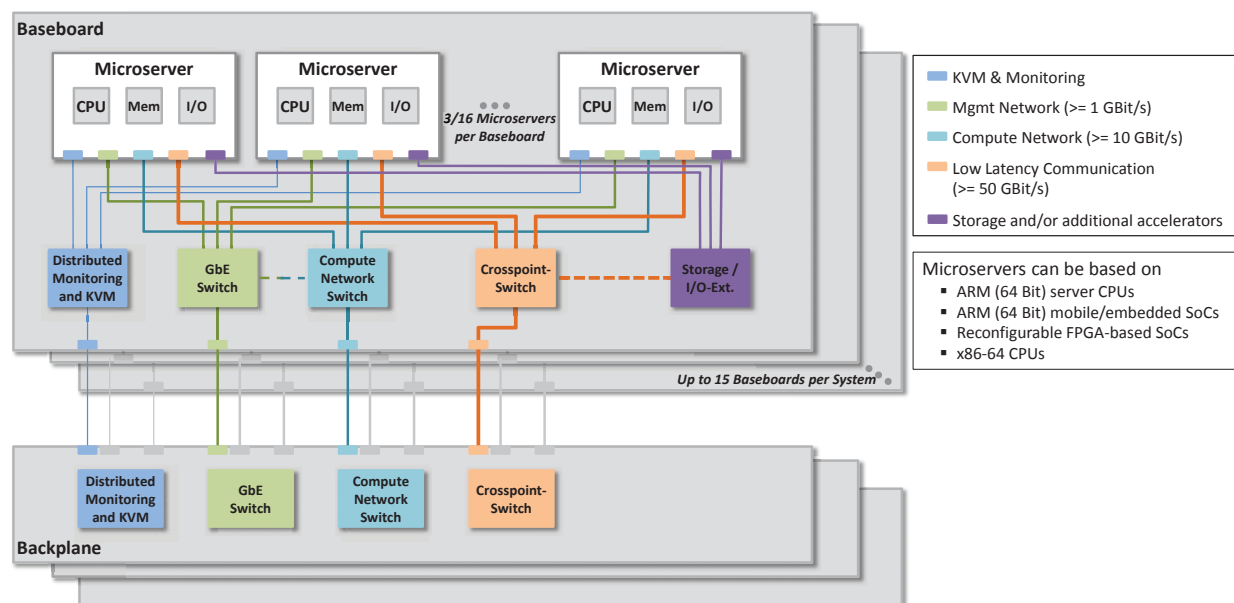 Baseboard
Microserver
CPU
Mem
I/O
Microserver
CPU
Mem
I/O
3/16 Microservers
per Baseboard
Microserver
CPU
Mem
I/O
Distributed
Monitoring
and KVM
GbE
Switch
Compute
Network
Switch
Crosspoint-
Switch
Storage /
I/O-Ext.
Up to 15 Baseboards per System
Distributed
Monitoring
and KVM
GbE
Switch
Compute
Network
Switch
Crosspoint-
Switch
Backplane
KVM & Monitoring
Mgmt Network (>= 1 GBit/s)
Compute Network (>= 10 GBit/s)
Low Latency Communication
(>= 50 GBit/s)
Storage and/or additional accelerators
Microservers can be based on
▪ ARM (64 Bit) server CPUs
▪ ARM (64 Bit) mobile/embedded SoCs
▪ Reconfigurable FPGA-based SoCs
▪ x86-64 CPUs